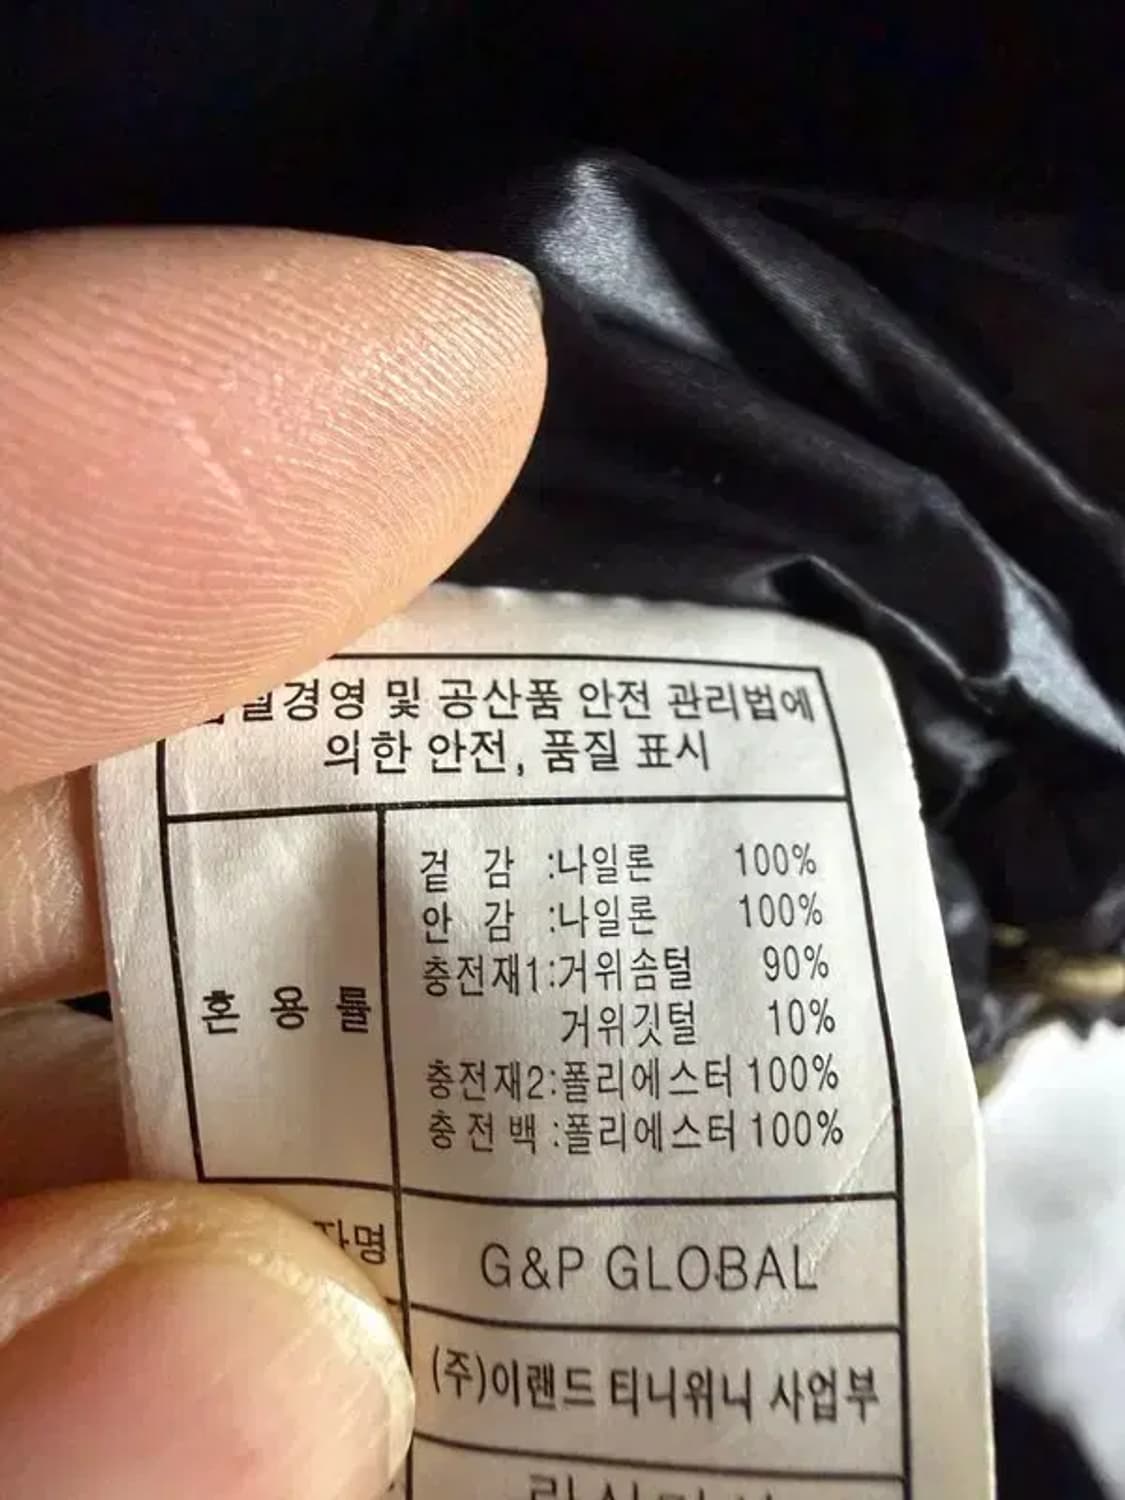 경영 및 공산품 안전 관리법에
의한 안전, 품질 표시
혼 용 률
겉 감 :나일론 100%
안 감 :나일론 100%
충전재1:거위솜털 90%
거위깃털 10%
충전재2:폴리에스터 100%
충전백 :폴리에스터 100%
G&P GLOBAL
(주)이랜드 티니위니 사업부